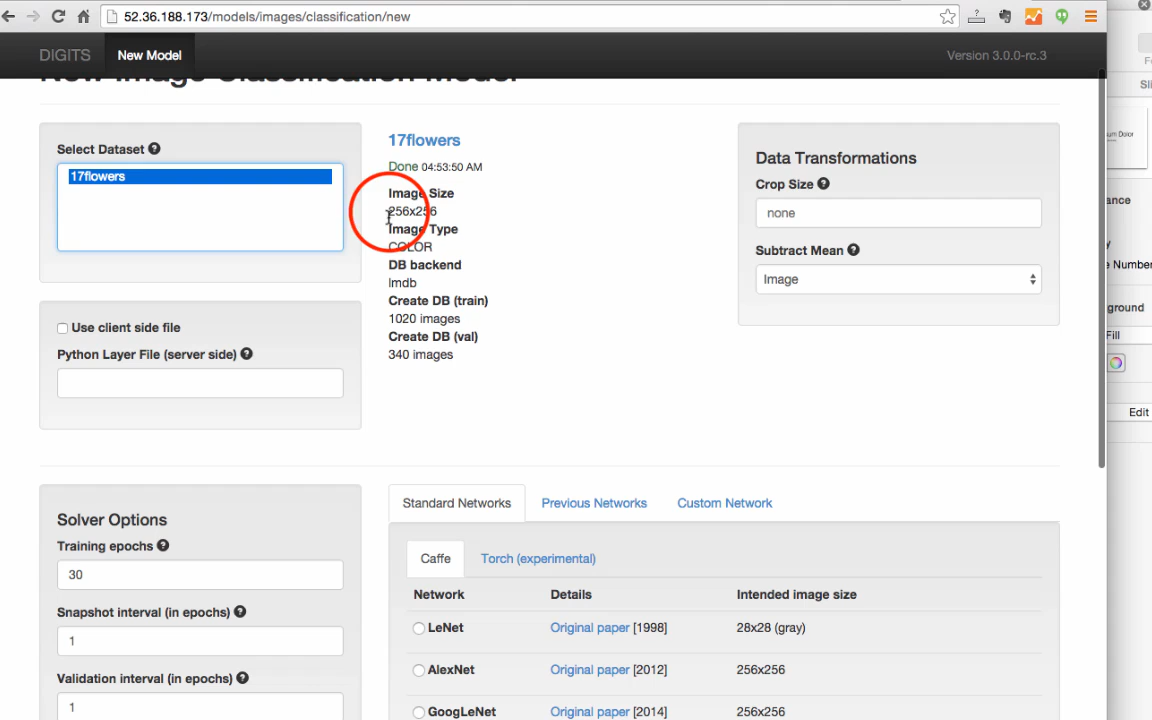 52.36.188.173/models/images/classification/new
DIGITS New Model Version 3.0.0-rc.3
New Image Classification Model
Select Dataset
17flowers
17flowers
Done 04:53:50 AM
Image Size
256x256
Image Type
COLOR
DB backend
lmdb
Create DB (train)
1020 images
Create DB (val)
340 images
Data Transformations
Crop Size
none
Subtract Mean
Image
Use client side file
Python Layer File (server side)
Solver Options
Training epochs
30
Snapshot interval (in epochs)
1
Validation interval (in epochs)
1
Standard Networks Previous Networks Custom Network
Caffe Torch (experimental)
Network Details Intended image size
LeNet Original paper [1998] 28x28 (gray)
AlexNet Original paper [2012] 256x256
GoogLeNet Original paper [2014] 256x256
Edit